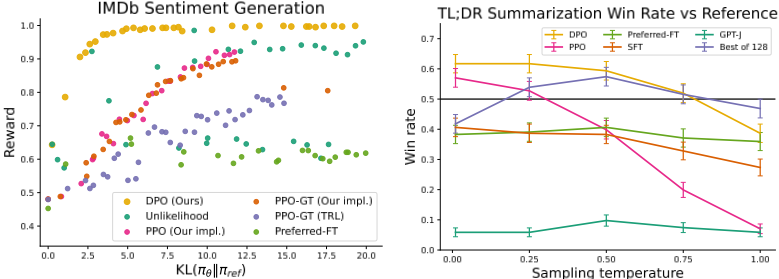 IMDb Sentiment Generation
1.0
0.9
0.8
0.7
0.6
0.5
0.4
Reward
0.0 2.5 5.0 7.5 10.0 12.5 15.0 17.5 20.0
KL(πθ‖πref)
DPO (Ours)
Unlikelihood
PPO (Our impl.)
PPO-GT (Our impl.)
PPO-GT (TRL)
Preferred-FT
TL;DR Summarization Win Rate vs Reference
0.7
0.6
0.5
0.4
0.3
0.2
0.1
0.0
Win rate
DPO
PPO
Preferred-FT
SFT
GPT-J
Best of 128
0.00 0.25 0.50 0.75 1.00
Sampling temperature